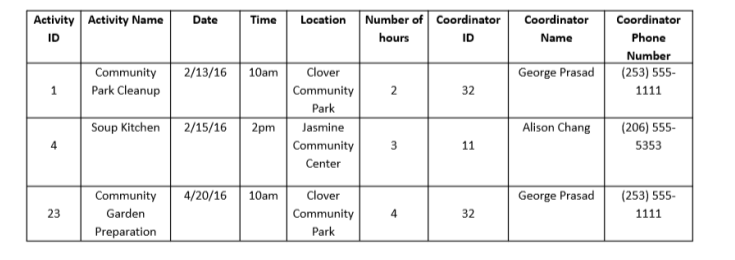 Activity ID | Activity Name | Date | Time | Location | Number of hours | Coordinator ID | Coordinator Name | Coordinator Phone Number
1 | Community Park Cleanup | 2/13/16 | 10am | Clover Community Park | 2 | 32 | George Prasad | (253) 555-1111
4 | Soup Kitchen | 2/15/16 | 2pm | Jasmine Community Center | 3 | 11 | Alison Chang | (206) 555-5353
23 | Community Garden Preparation | 4/20/16 | 10am | Clover Community Park | 4 | 32 | George Prasad | (253) 555-1111